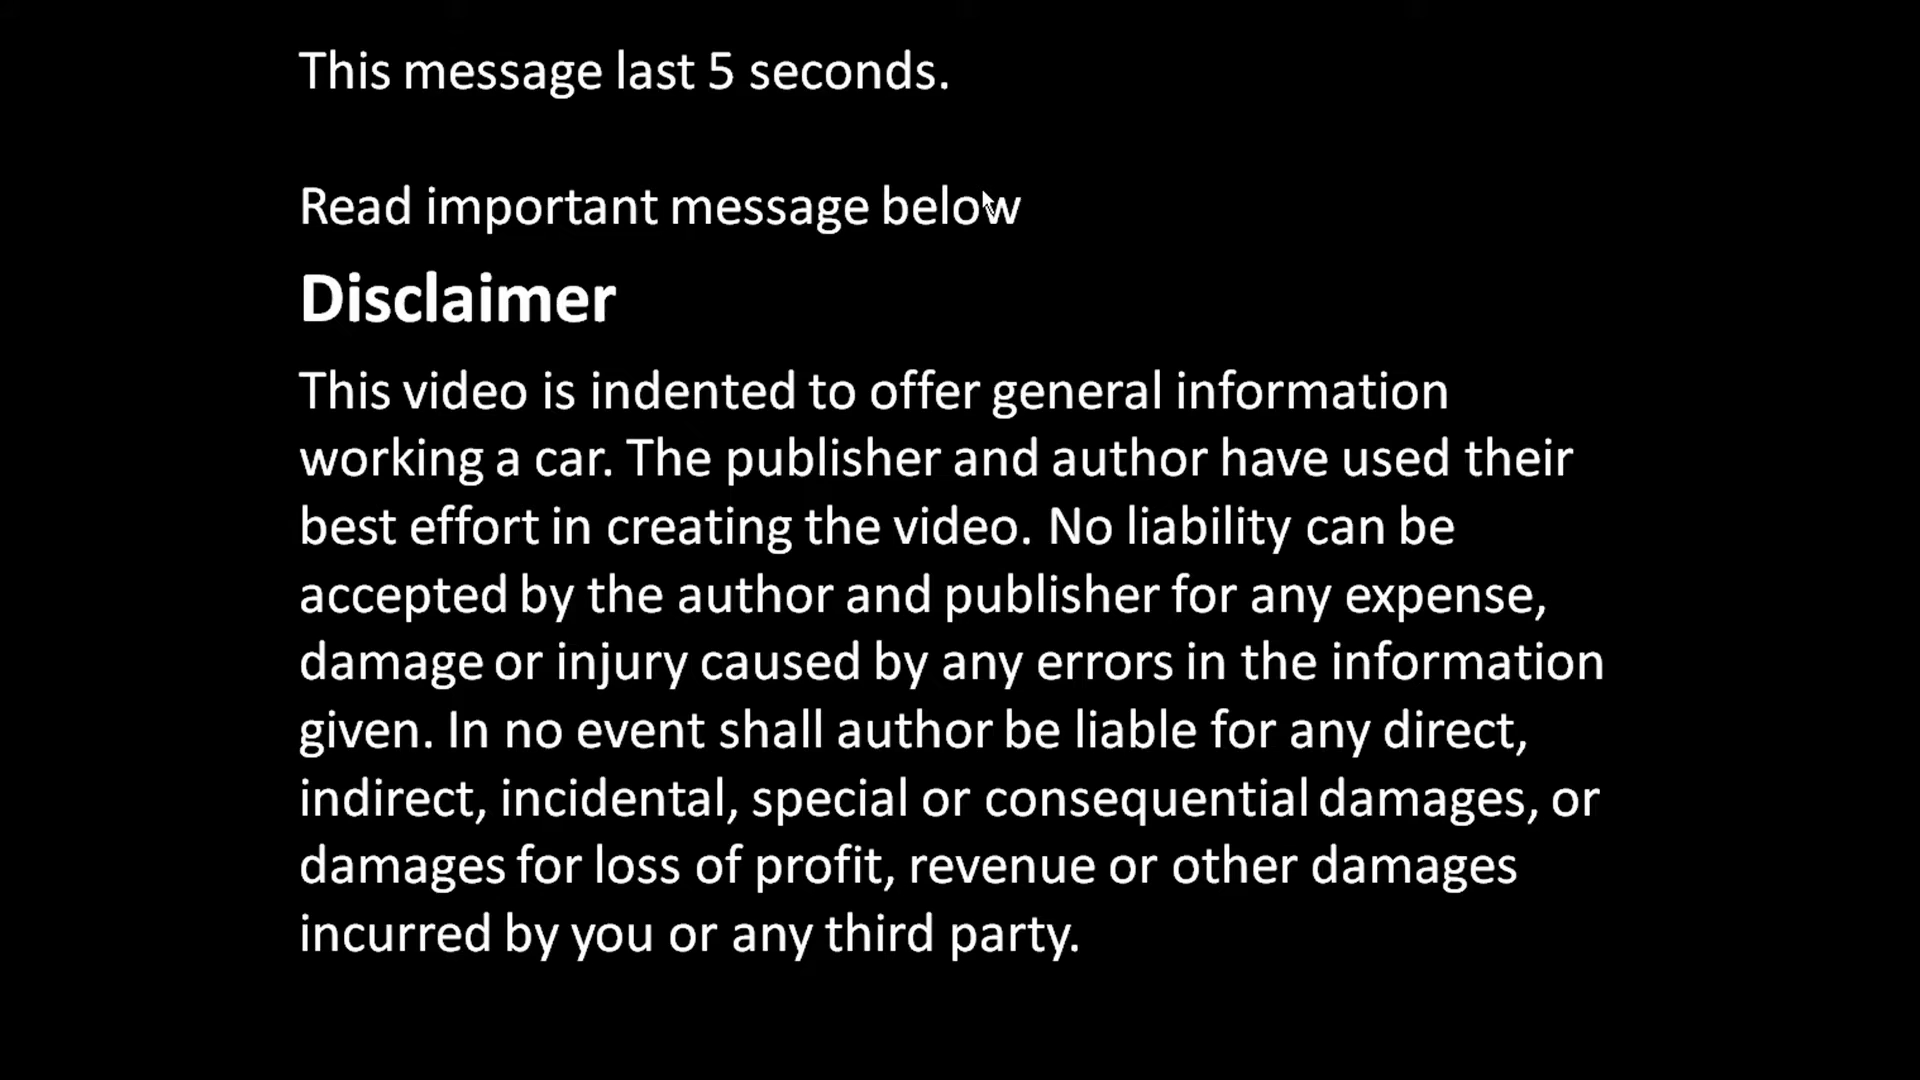 This message last 5 seconds.
Read important message below
Disclaimer
This video is indented to offer general information
working a car. The publisher and author have used their
best effort in creating the video. No liability can be
accepted by the author and publisher for any expense,
damage or injury caused by any errors in the information
given. In no event shall author be liable for any direct,
indirect, incidental, special or consequential damages, or
damages for loss of profit, revenue or other damages
incurred by you or any third party.